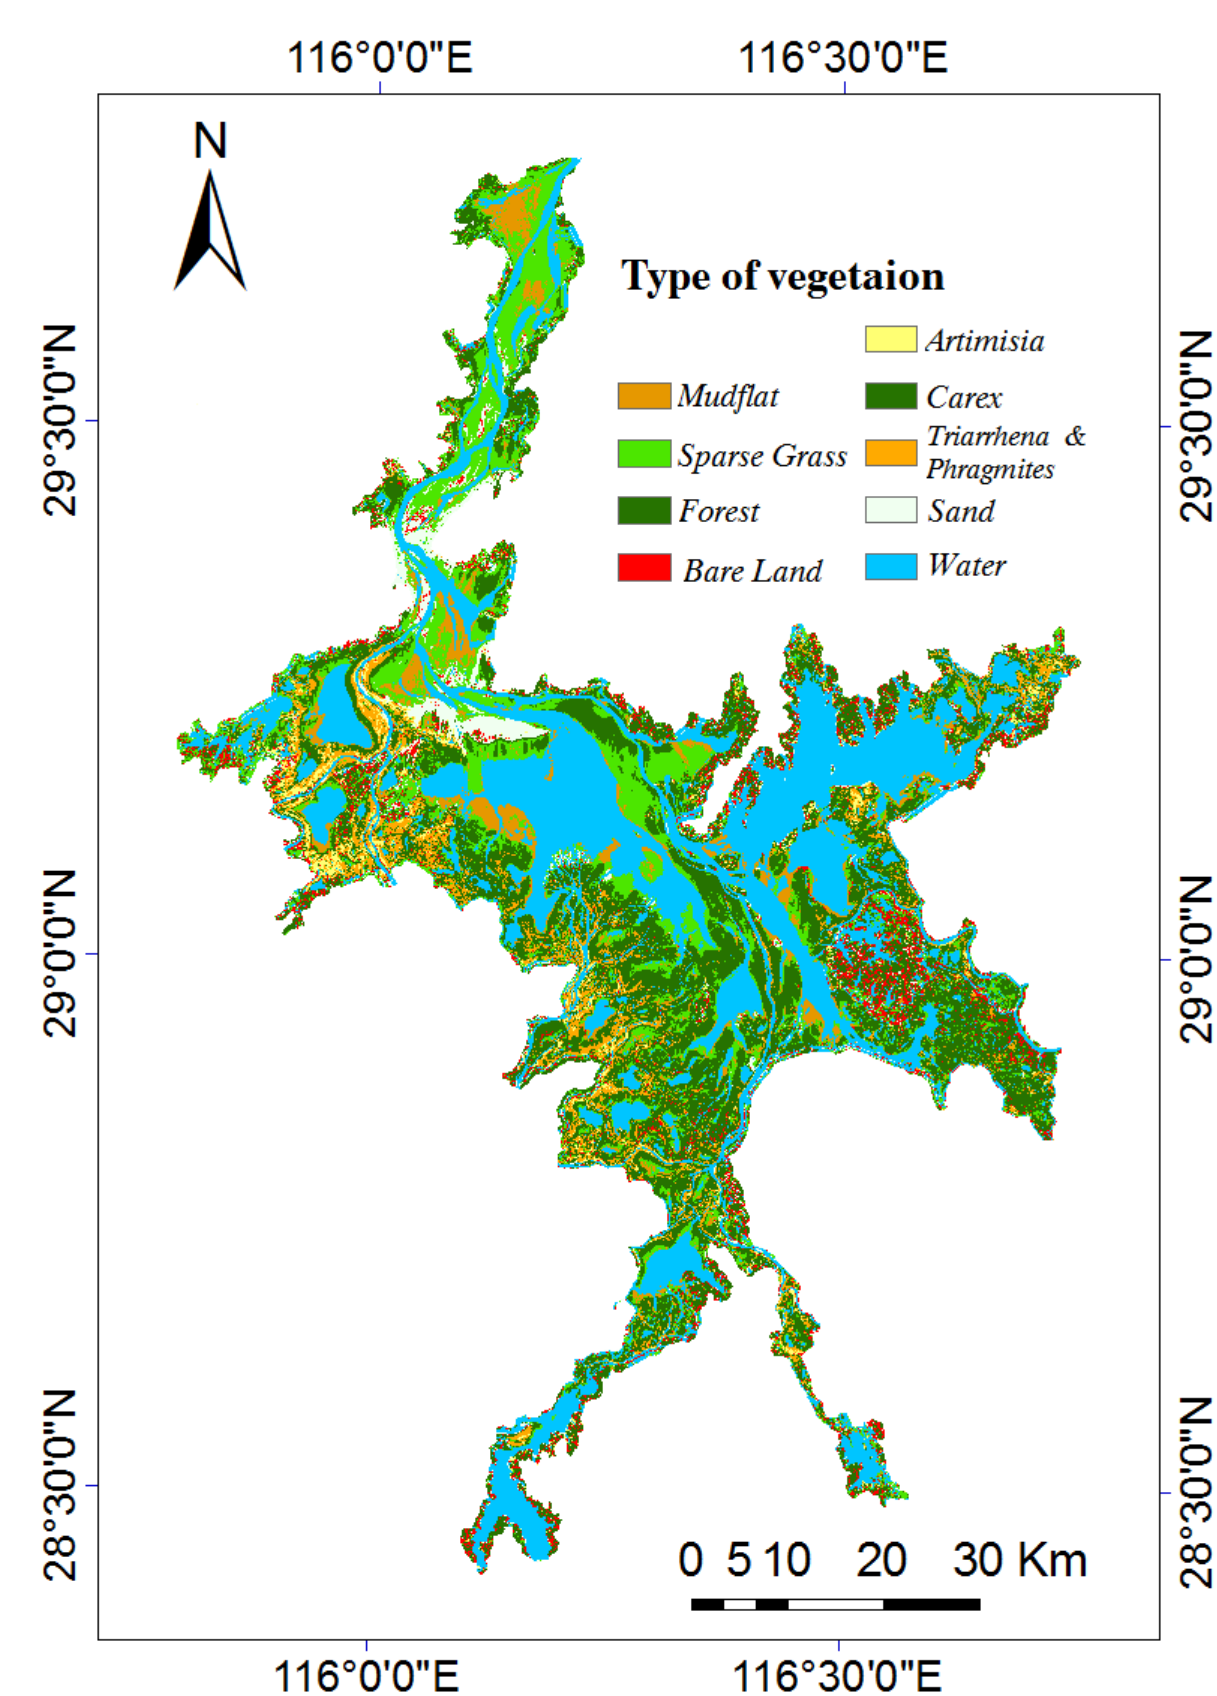 116°0'0"E
116°30'0"E
N
Type of vegetaion
Artimisia
Mudflat
Carex
Sparse Grass
Triarrhena &
Phragmites
Forest
Sand
Bare Land
Water
29°30'0"N
29°30'0"N
29°0'0"N
29°0'0"N
28°30'0"N
28°30'0"N
0 5 10 20 30 Km
116°0'0"E
116°30'0"E